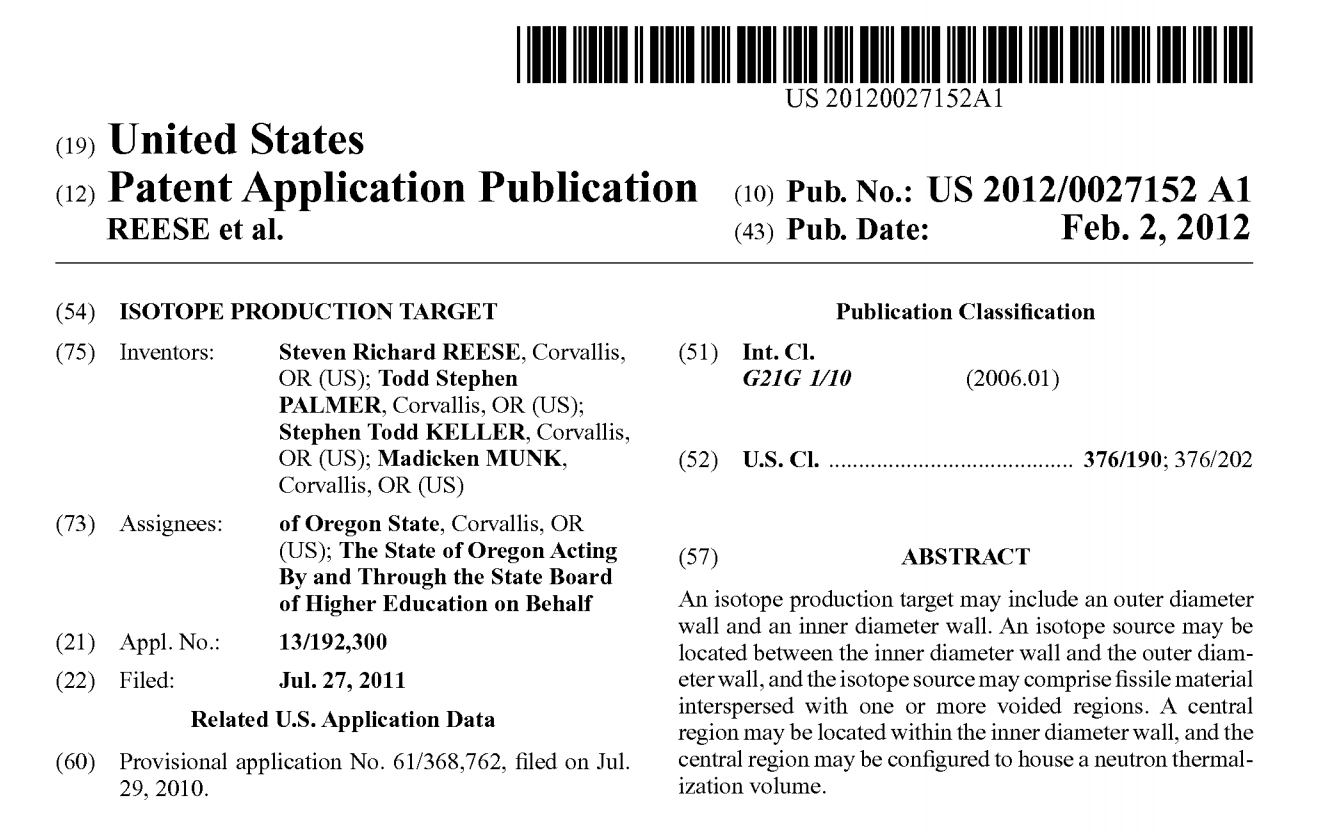 US 20120027152A1
(19) United States
(12) Patent Application Publication
REESE et al.
(10) Pub. No.: US 2012/0027152 A1
(43) Pub. Date: Feb. 2, 2012
(54) ISOTOPE PRODUCTION TARGET
(75) Inventors: Steven Richard REESE, Corvallis,
OR (US); Todd Stephen
PALMER, Corvallis, OR (US);
Stephen Todd KELLER, Corvallis,
OR (US); Madicken MUNK,
Corvallis, OR (US)
(73) Assignees: of Oregon State, Corvallis, OR
(US); The State of Oregon Acting
By and Through the State Board
of Higher Education on Behalf
(21) Appl. No.: 13/192,300
(22) Filed: Jul. 27, 2011
Related U.S. Application Data
(60) Provisional application No. 61/368,762, filed on Jul.
29, 2010.
Publication Classification
(51) Int. Cl.
G21G 1/10 (2006.01)
(52) U.S. Cl. ......................................... 376/190; 376/202
(57) ABSTRACT
An isotope production target may include an outer diameter
wall and an inner diameter wall. An isotope source may be
located between the inner diameter wall and the outer diam-
eter wall, and the isotope source may comprise fissile material
interspersed with one or more voided regions. A central
region may be located within the inner diameter wall, and the
central region may be configured to house a neutron thermal-
ization volume.